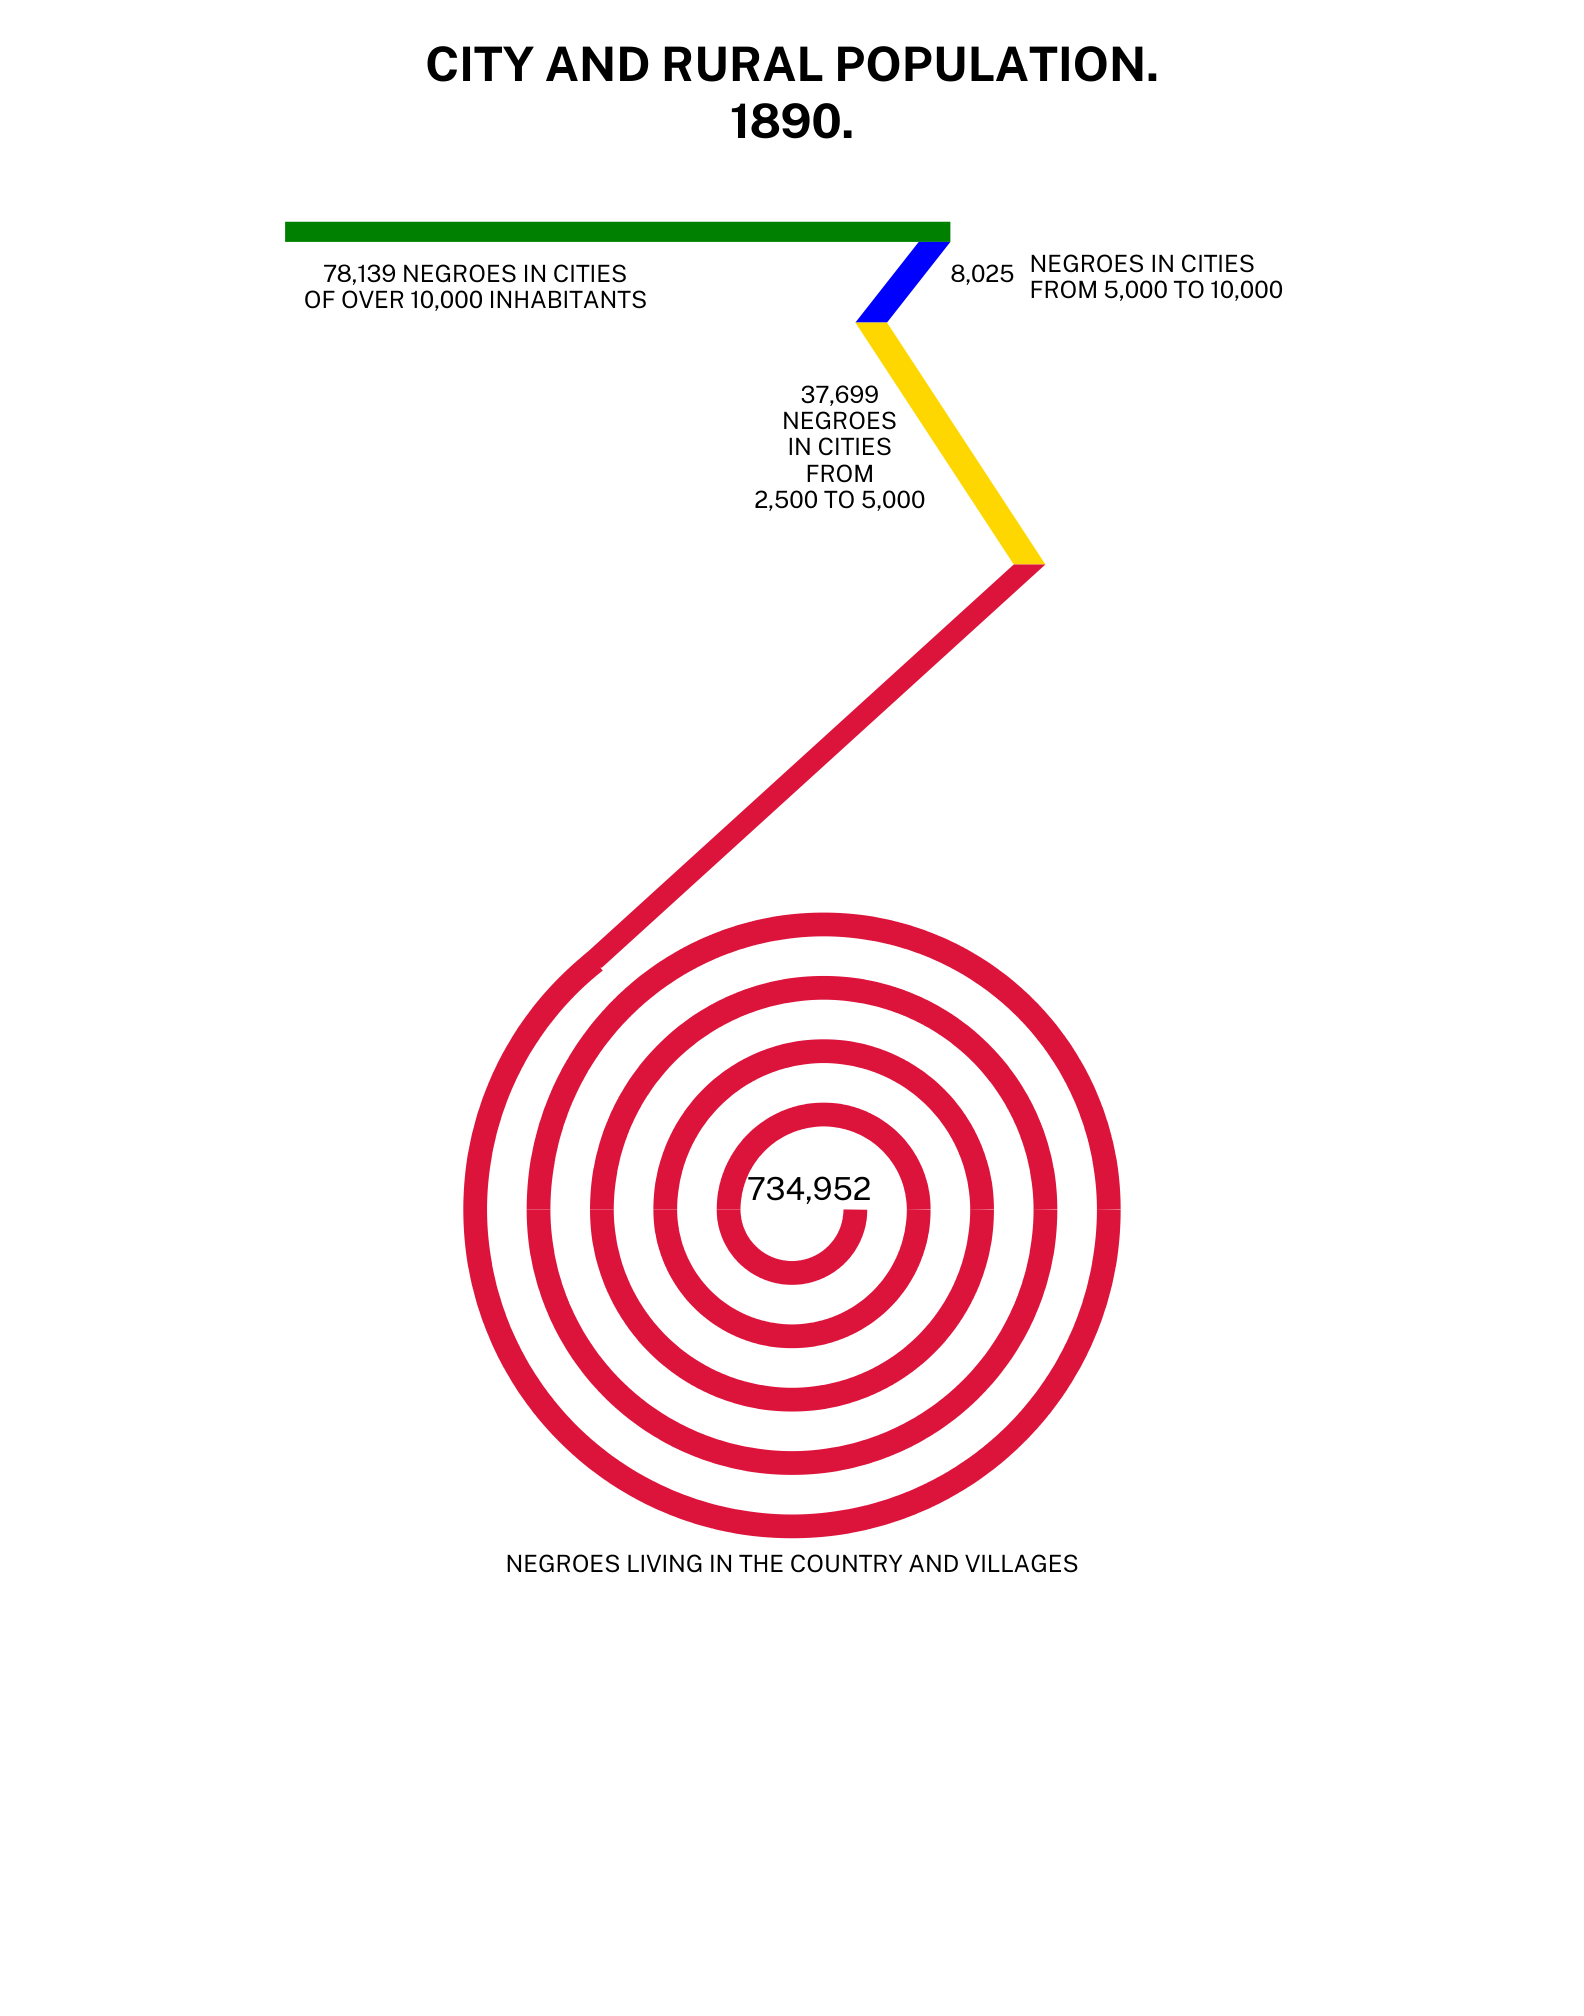 CITY AND RURAL POPULATION.
1890.
78,139 NEGROES IN CITIES
OF OVER 10,000 INHABITANTS
8,025
NEGROES IN CITIES
FROM 5,000 TO 10,000
37,699
NEGROES
IN CITIES
FROM
2,500 TO 5,000
734,952
NEGROES LIVING IN THE COUNTRY AND VILLAGES